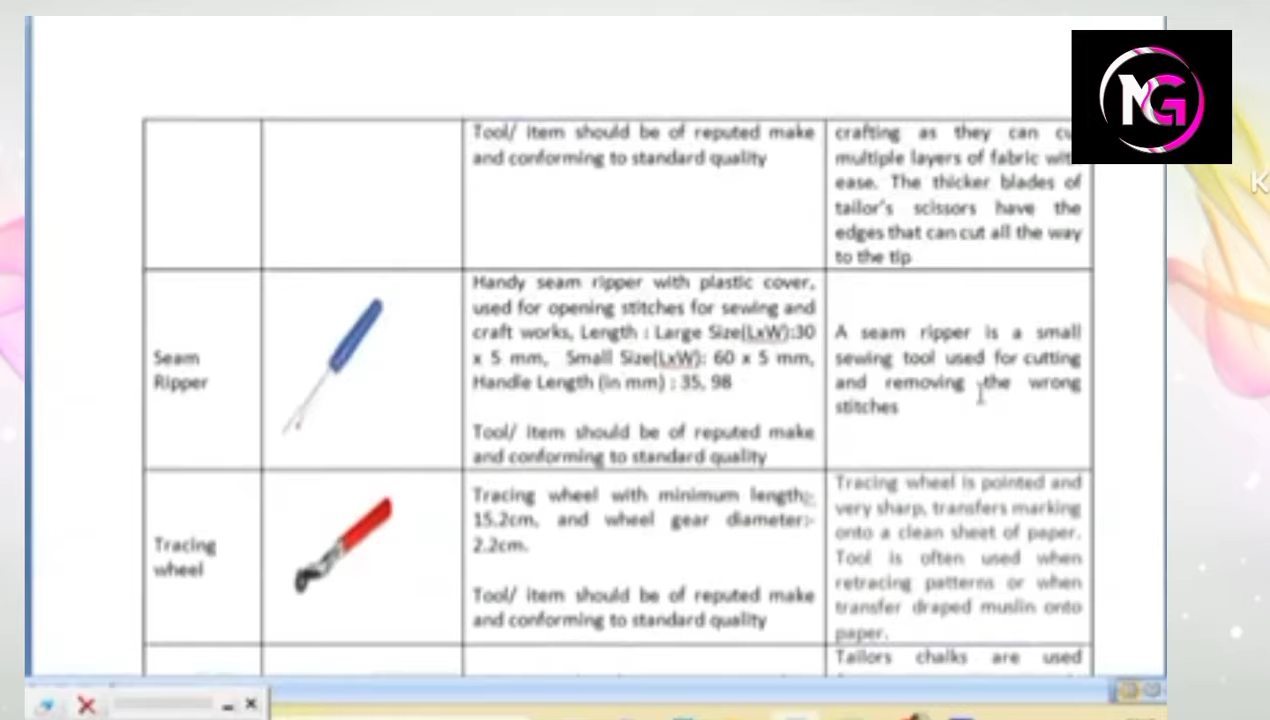 Tool/ item should be of reputed make
and conforming to standard quality
crafting as they can
multiple layers of fabric
ease. The thicker blades of
tailor's scissors have the
edges that can cut all the way
to the tip
Seam
Ripper
Handy seam ripper with plastic cover,
used for opening stitches for sewing and
craft works, Length : Large Size(LxW):30
x 5 mm, Small Size(LxW): 60 x 5 mm,
Handle Length (in mm) : 35, 98
Tool/ item should be of reputed make
and conforming to standard quality
A seam ripper is a small
sewing tool used for cutting
and removing the wrong
stitches
Tracing
wheel
Tracing wheel with minimum length:-
15.2cm, and wheel gear diameter:-
2.2cm.
Tool/ item should be of reputed make
and conforming to standard quality
Tracing wheel is pointed and
very sharp, transfers marking
onto a clean sheet of paper.
Tool is often used when
retracing patterns or when
transfer draped muslin onto
paper.
Tailors chalks are used
NG
K